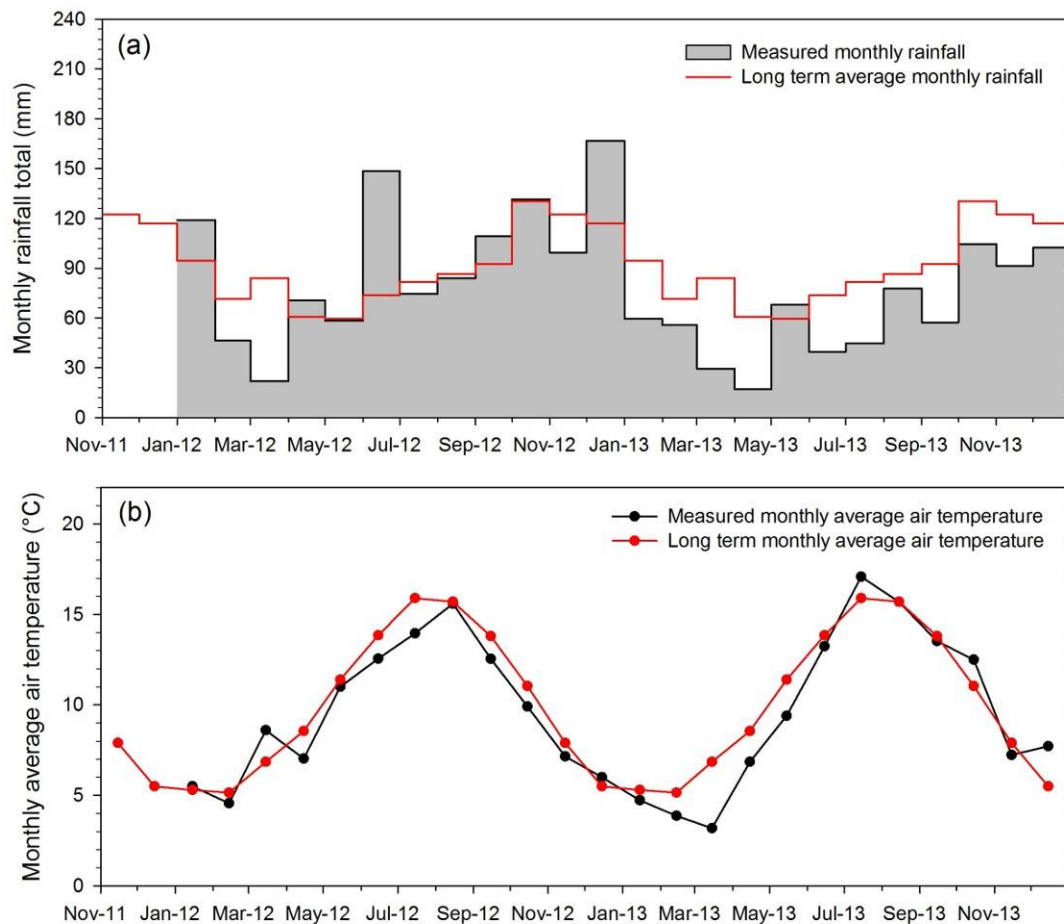 (a)
Measured monthly rainfall
Long term average monthly rainfall
Monthly rainfall total (mm)
240
210
180
150
120
90
60
30
0
Nov-11 Jan-12 Mar-12 May-12 Jul-12 Sep-12 Nov-12 Jan-13 Mar-13 May-13 Jul-13 Sep-13 Nov-13
(b)
Measured monthly average air temperature
Long term monthly average air temperature
Monthly average air temperature (°C)
20
15
10
5
0
Nov-11 Jan-12 Mar-12 May-12 Jul-12 Sep-12 Nov-12 Jan-13 Mar-13 May-13 Jul-13 Sep-13 Nov-13